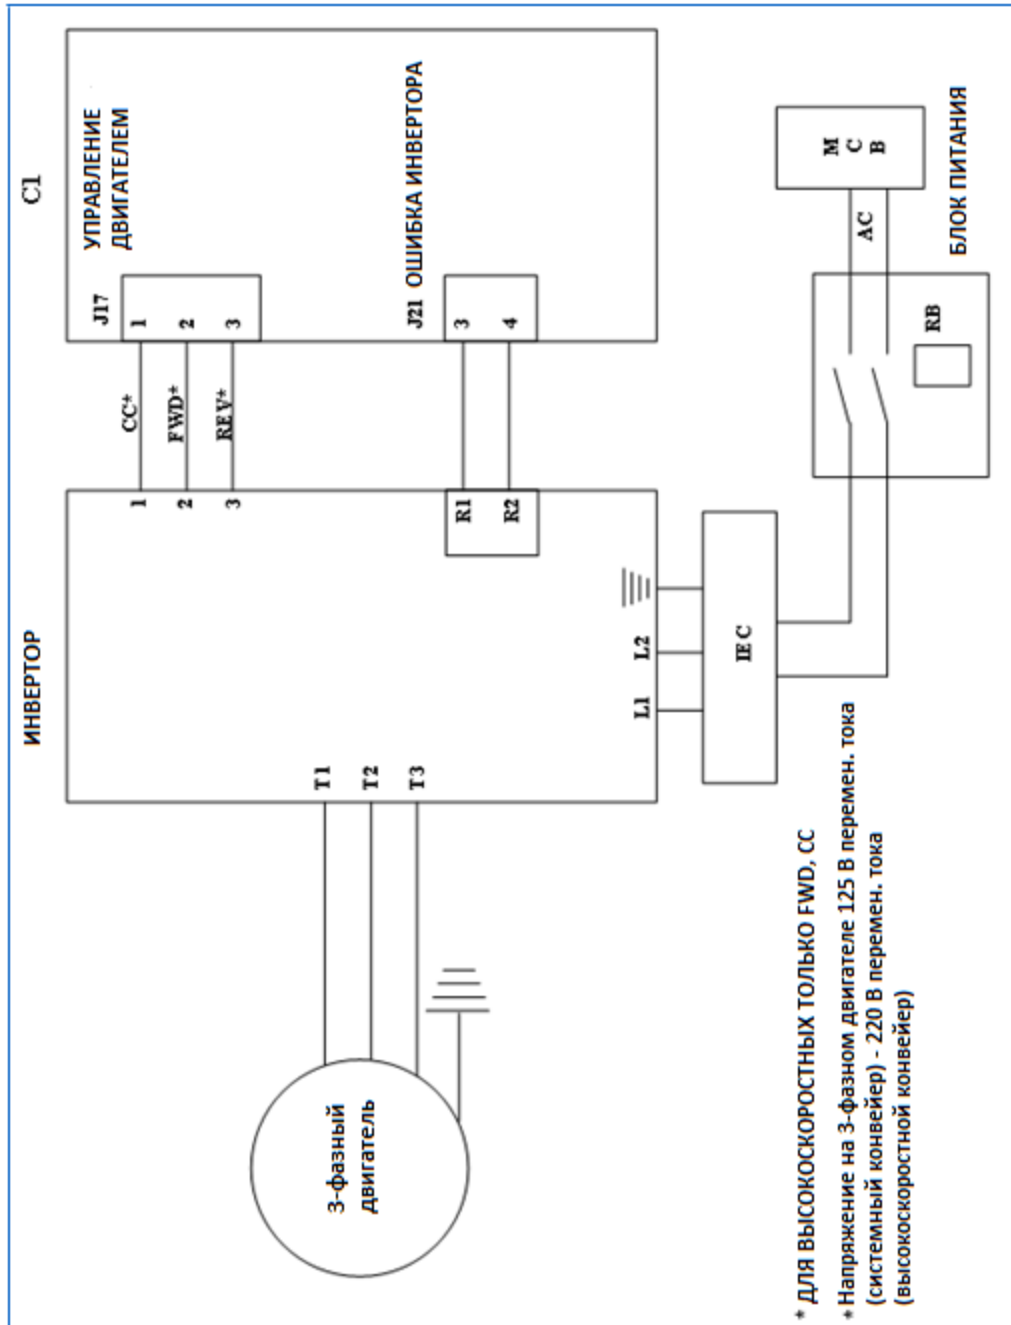 C1
УПРАВЛЕНИЕ
ДВИГАТЕЛЕМ
ОШИБКА ИНВЕРТОРА
J17
1
2
3
J21
3
4
CC*
FWD*
REV*
ИНВЕРТОР
1
2
3
R1
R2
T1
T2
T3
L1
L2
IEC
M
C
B
AC
БЛОК ПИТАНИЯ
RB
3-фазный
двигатель
* ДЛЯ ВЫСОКОСКОРОСТНЫХ ТОЛЬКО FWD, CC
* Напряжение на 3-фазном двигателе 125 В перемен. тока
(системный конвейер) - 220 В перемен. тока
(высокоскоростной конвейер)